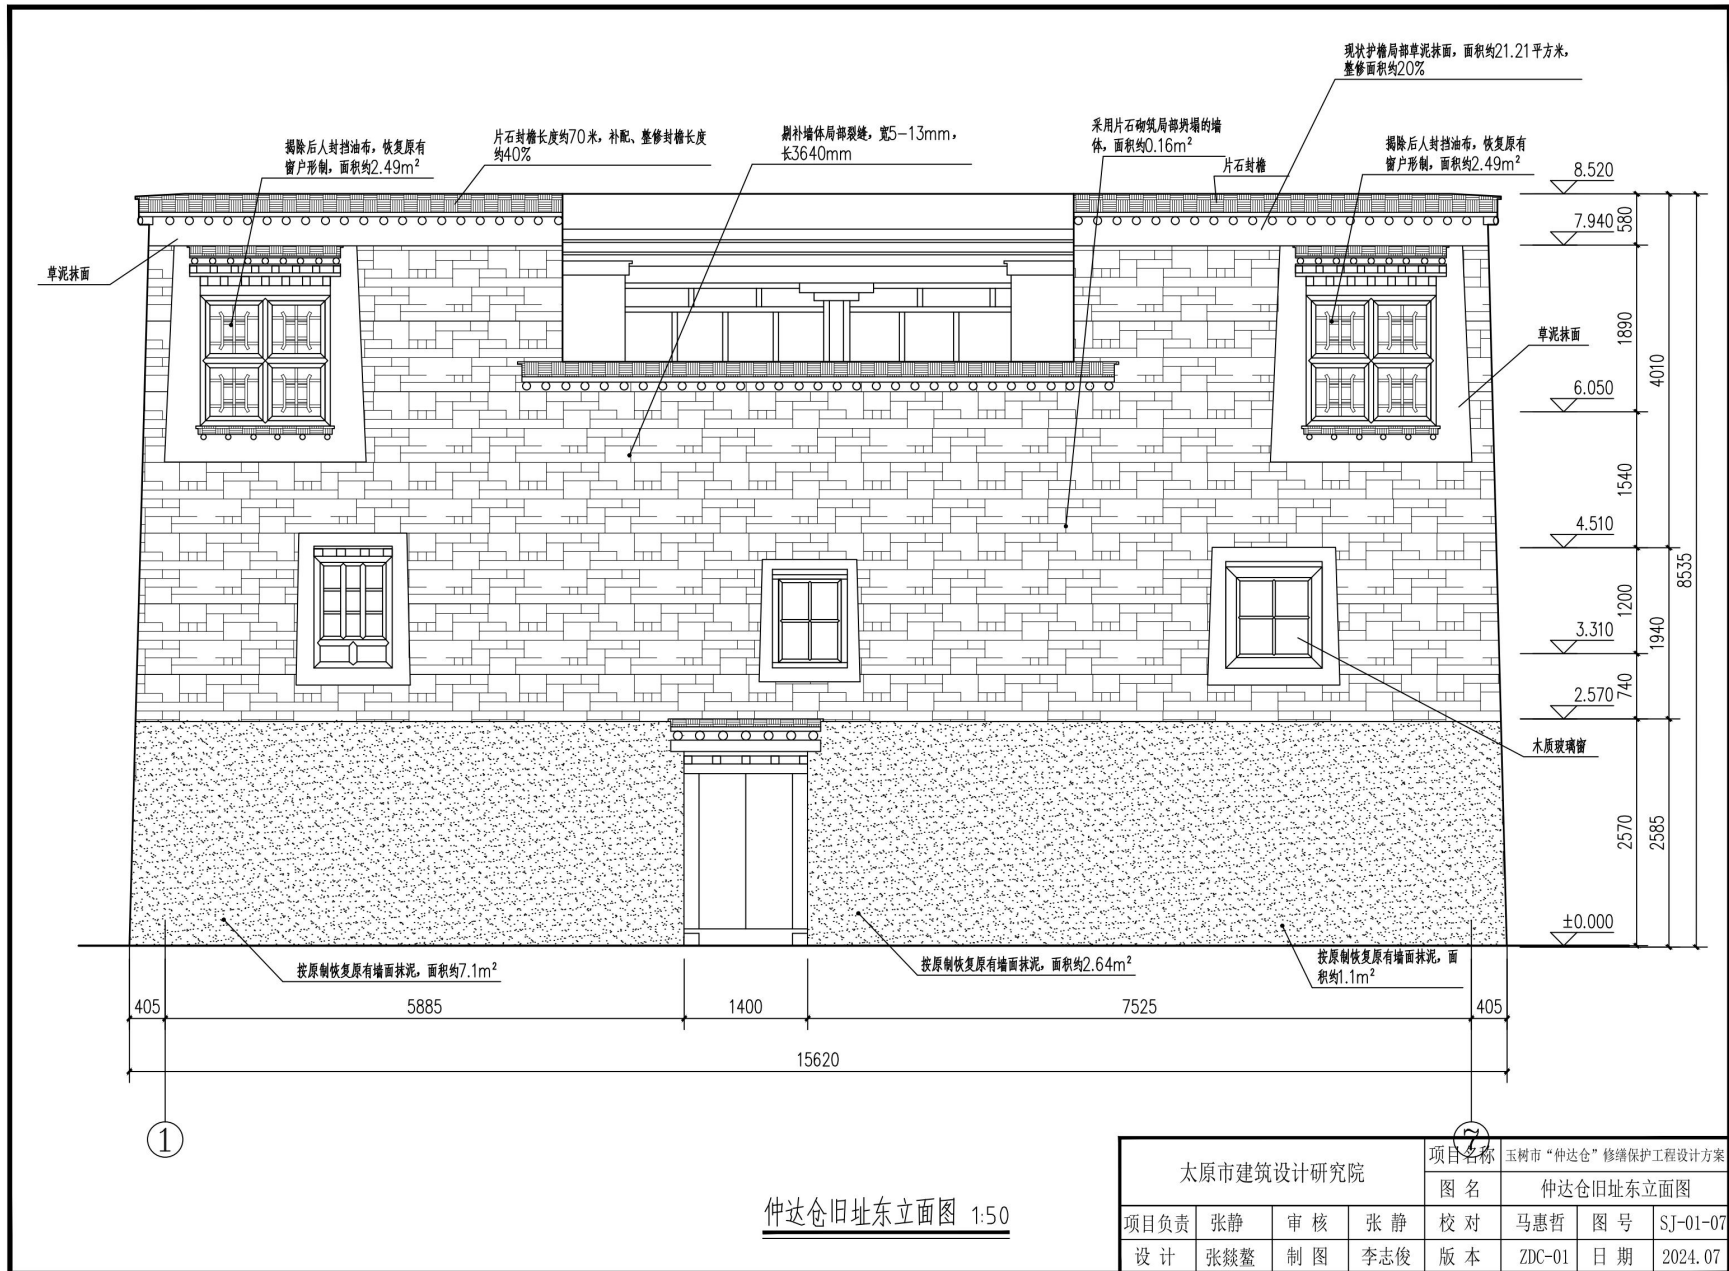 现状护檐局部草泥抹面，面积约21.21平方米，
整修面积约20%
揭除后人封挡油布，恢复原有
窗户形制，面积约2.49m²
片石封檐长度约70米，补配、整修封檐长度
约40%
剔补墙体局部裂缝，宽5-13mm，
长3640mm
采用片石砌筑局部坍塌的墙
体，面积约0.16m²
片石封檐
揭除后人封挡油布，恢复原有
窗户形制，面积约2.49m²
8.520
580
7.940
草泥抹面
1890
草泥抹面
4010
6.050
1540
4.510
8535
1200
3.310
1940
740
2.570
木质玻璃窗
2570
2585
±0.000
按原制恢复原有墙面抹泥，面积约7.1m²
按原制恢复原有墙面抹泥，面积约2.64m²
按原制恢复原有墙面抹泥，面
积约1.1m²
405 5885 1400 7525 405
15620
1 7
仲达仓旧址东立面图 1:50
太原市建筑设计研究院
项目名称 玉树市“仲达仓”修缮保护工程设计方案
图 名 仲达仓旧址东立面图
项目负责 张静 审 核 张 静 校 对 马惠哲 图 号 SJ-01-07
设 计 张燚鳌 制 图 李志俊 版 本 ZDC-01 日 期 2024.07